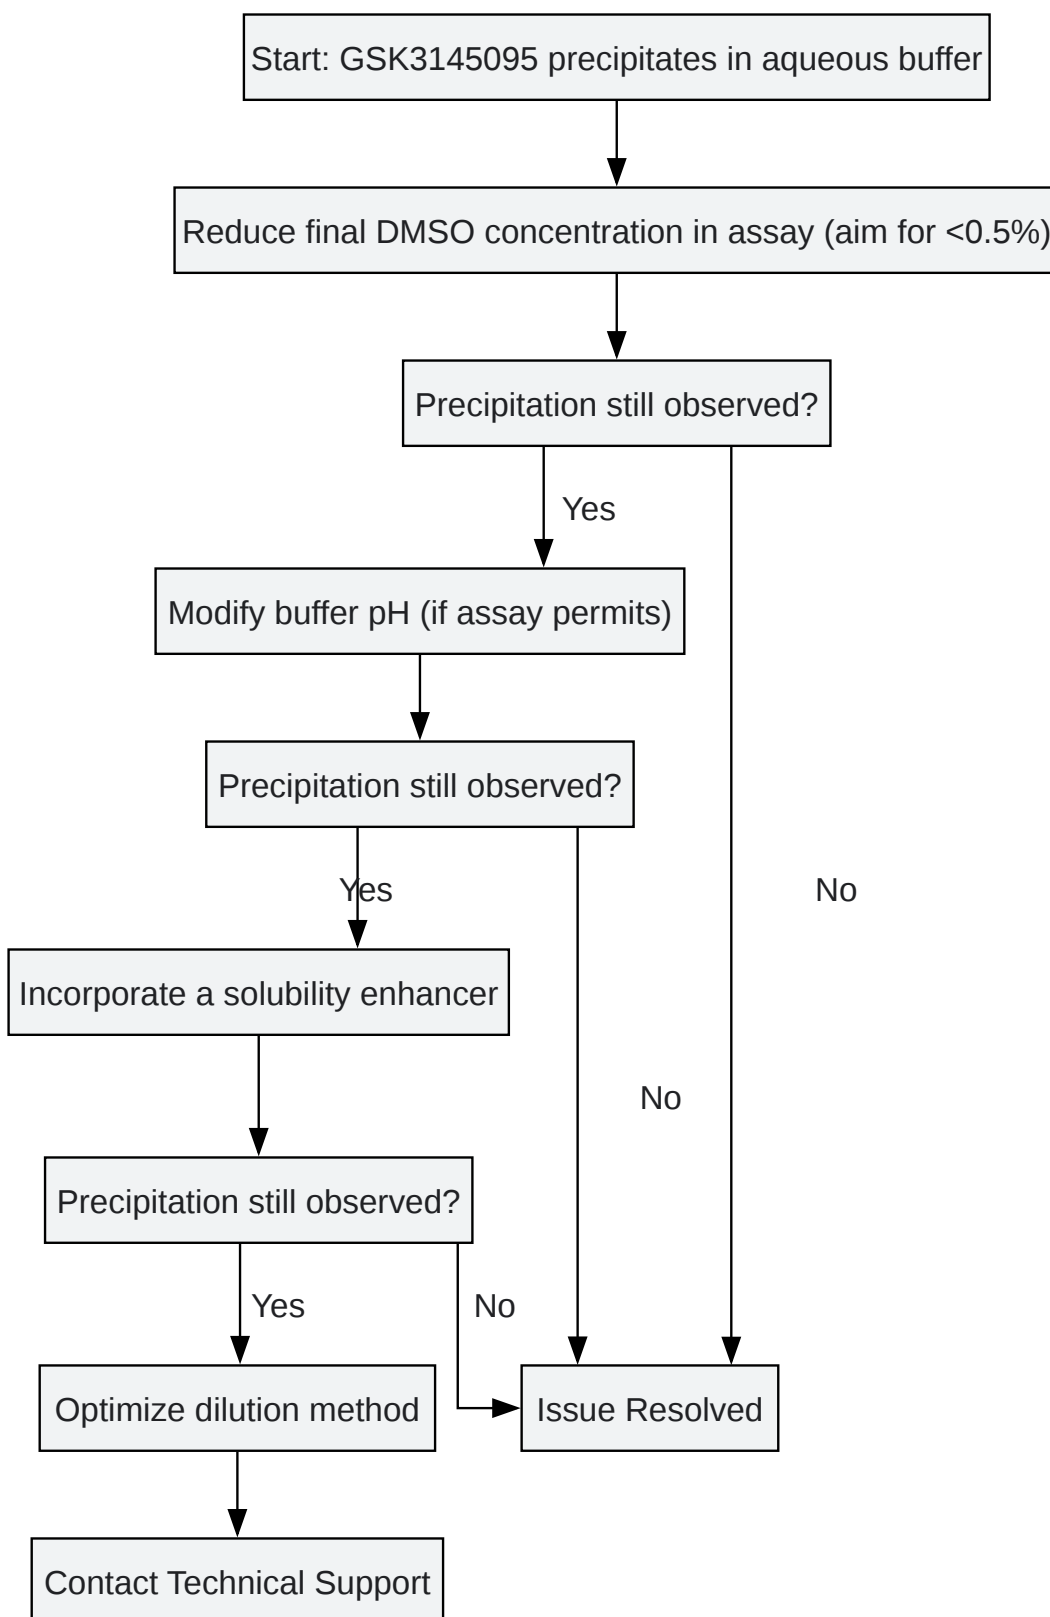 Start: GSK3145095 precipitates in aqueous buffer
Reduce final DMSO concentration in assay (aim for <0.5%)
Precipitation still observed?
Yes
Modify buffer pH (if assay permits)
Precipitation still observed?
Yes
No
Incorporate a solubility enhancer
No
Precipitation still observed?
Yes
No
Optimize dilution method
Issue Resolved
Contact Technical Support